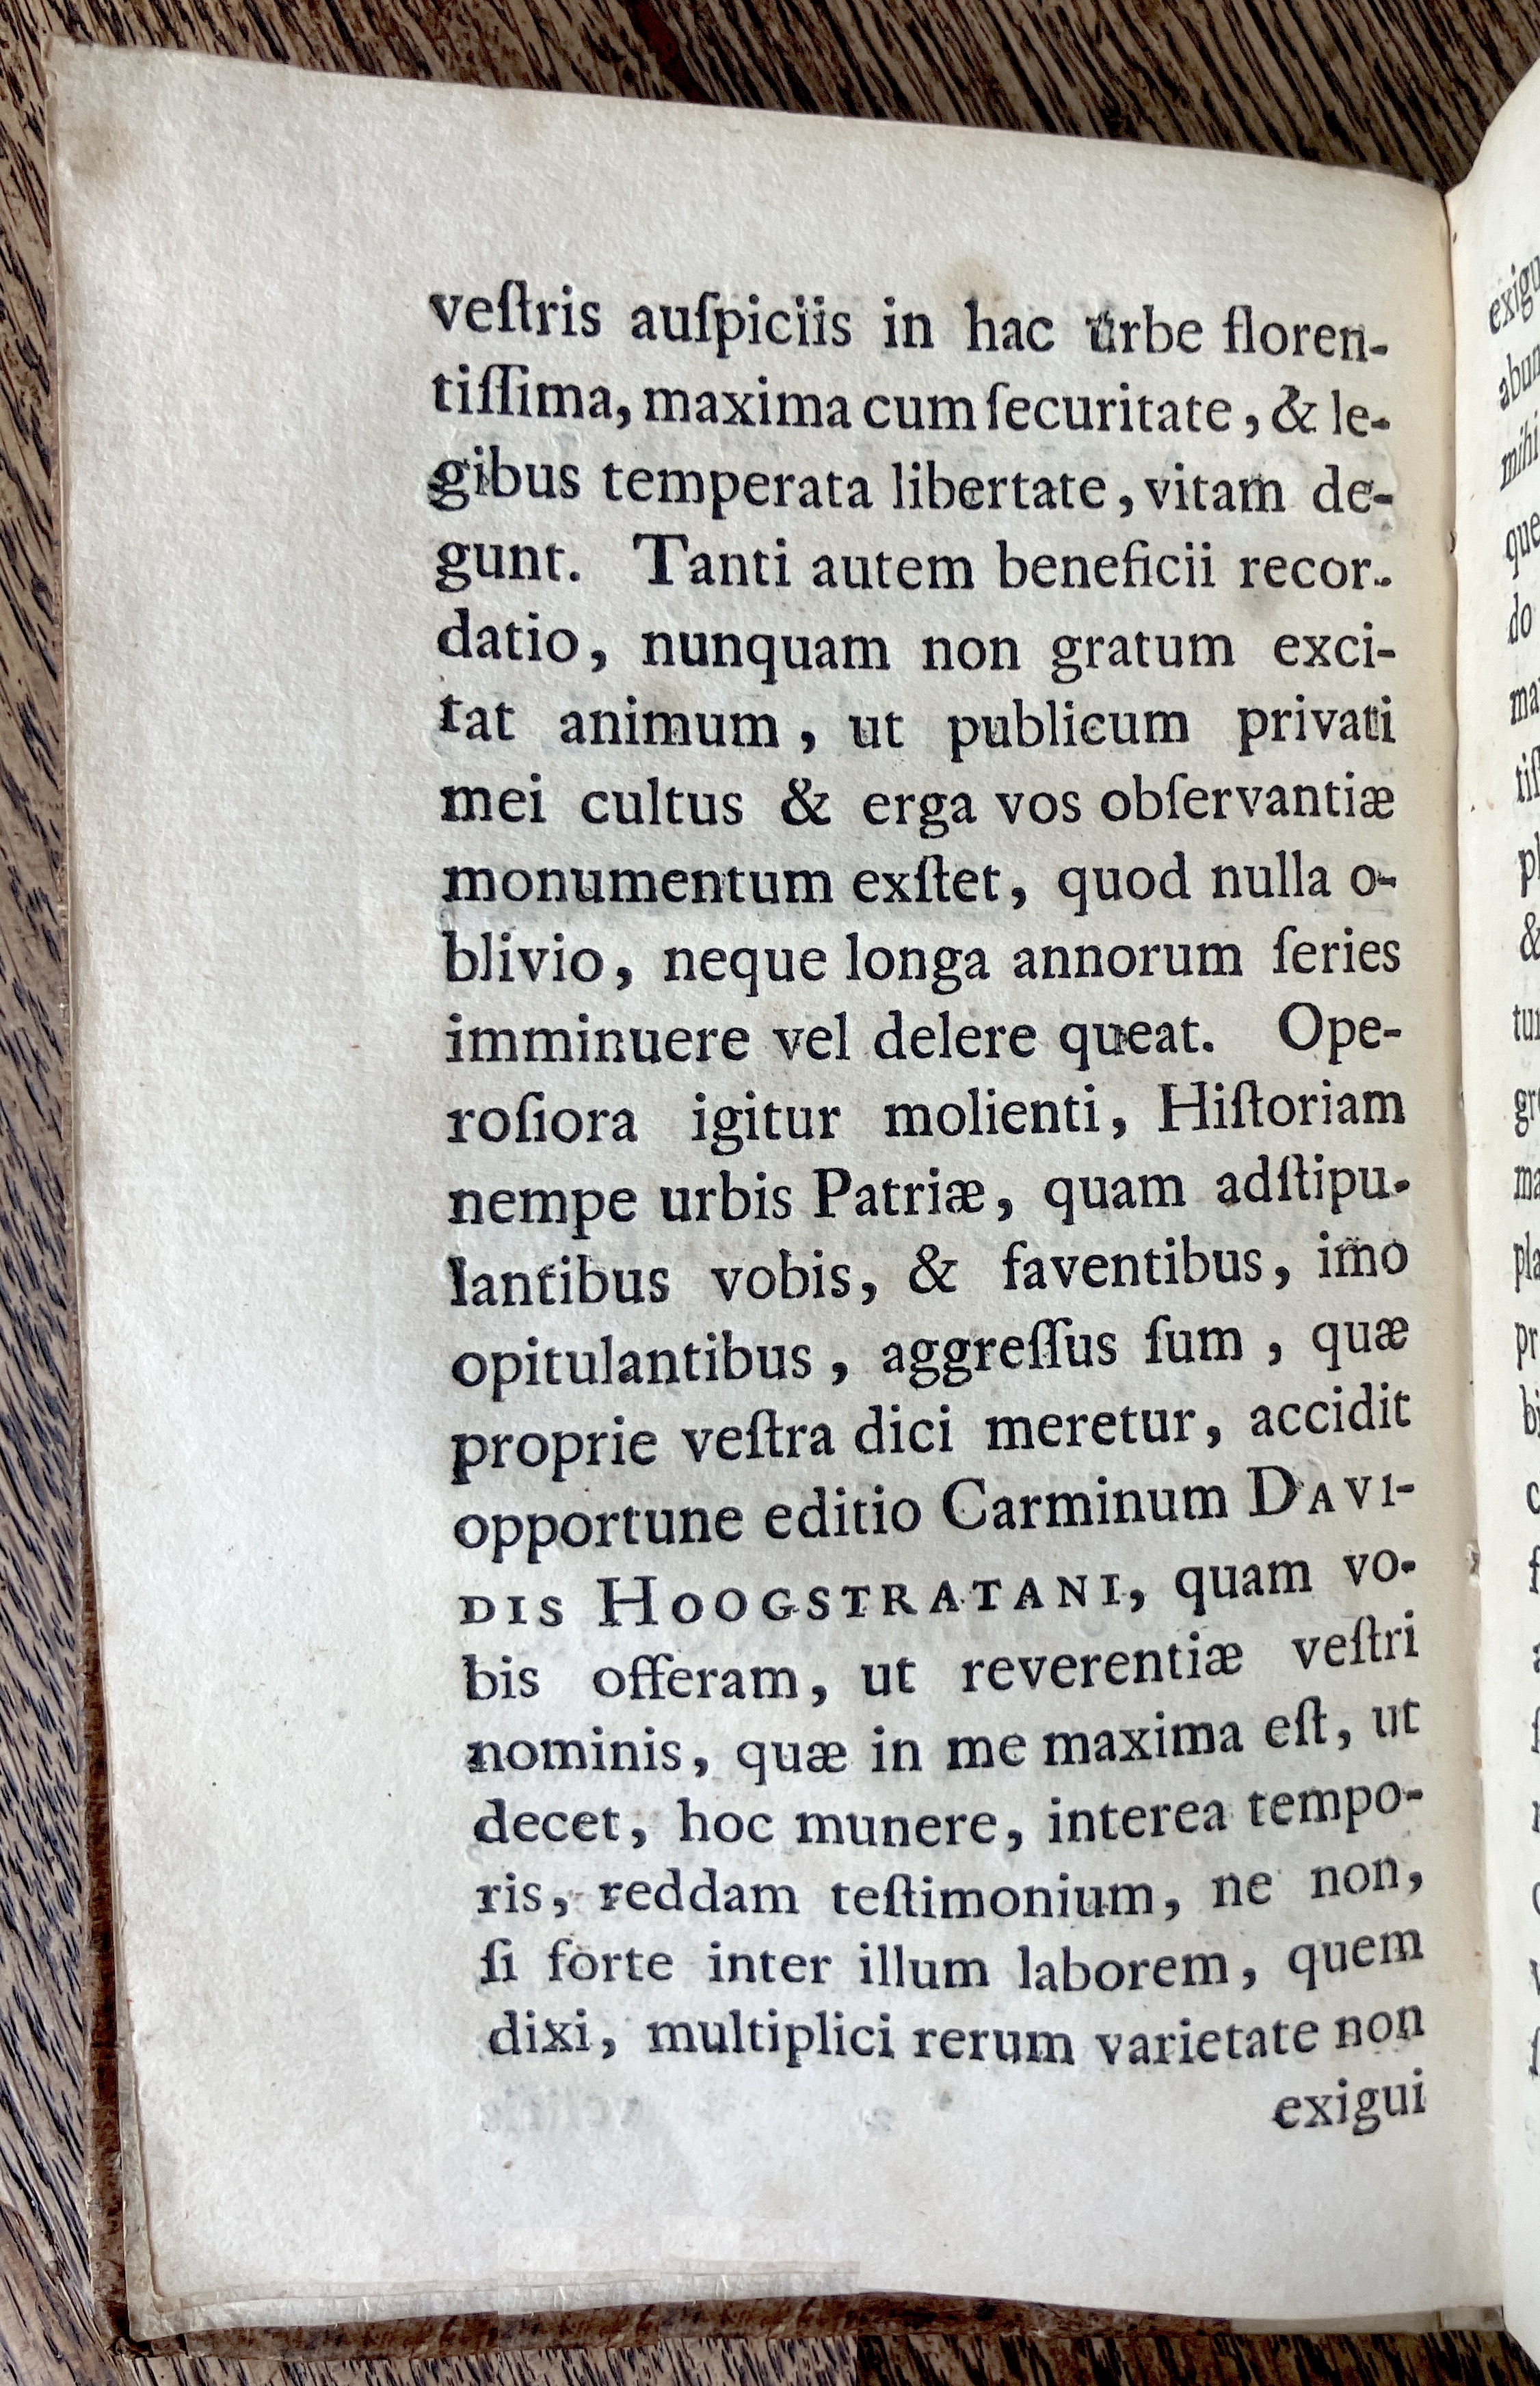 veſtris auſpiciis in hac urbe floren-
tiſſima, maxima cum ſecuritate, & le-
gibus temperata libertate, vitam de-
gunt. Tanti autem beneficii recor-
datio, nunquam non gratum exci-
tat animum, ut publicum privati
mei cultus & erga vos obſervantiæ
monumentum exſtet, quod nulla o-
blivio, neque longa annorum ſeries
imminuere vel delere queat. Ope-
roſiora igitur molienti, Hiſtoriam
nempe urbis Patriæ, quam adſtipu-
lantibus vobis, & faventibus, imo
opitulantibus, aggreſſus ſum, quæ
proprie veſtra dici meretur, accidit
opportune editio Carminum DAVI-
DIS HOOGSTRATANI, quam vo-
bis offeram, ut reverentiæ veſtri
nominis, quæ in me maxima eſt, ut
decet, hoc munere, interea tempo-
ris, reddam teſtimonium, ne non,
ſi forte inter illum laborem, quem
dixi, multiplici rerum varietate non
exigui
abun
mihi
que
do
&